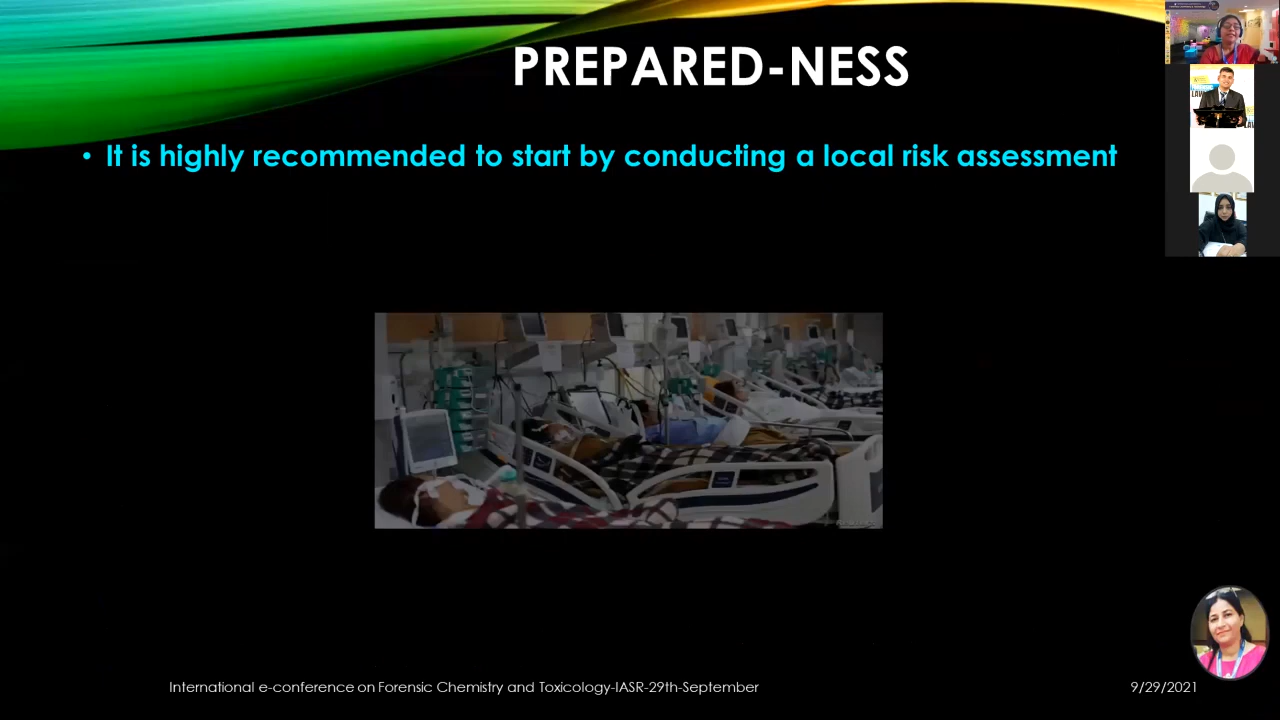 PREPARED-NESS
• It is highly recommended to start by conducting a local risk assessment
International e-conference on Forensic Chemistry and Toxicology-IASR-29th-September
9/29/2021